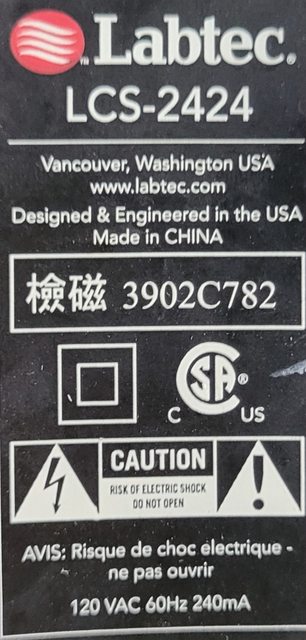 Labtec.
LCS-2424
Vancouver, Washington USA
www.labtec.com
Designed & Engineered in the USA
Made in CHINA
檢磁 3902C782
SA®
C US
CAUTION
RISK OF ELECTRIC SHOCK
DO NOT OPEN
!
AVIS: Risque de choc electrique -
ne pas ouvrir
120 VAC 60Hz 240mA